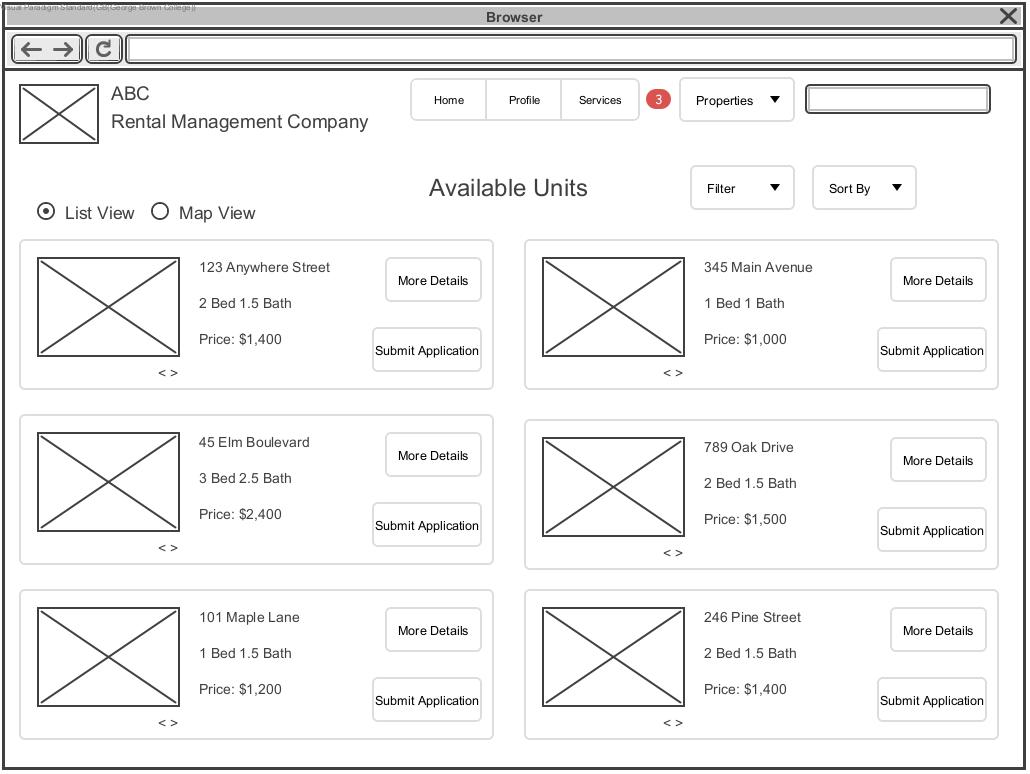 Visual Paradigm Standard(GB(George Brown College))
Browser
ABC
Rental Management Company
Home
Profile
Services
3
Properties
Available Units
Filter
Sort By
List View
Map View
123 Anywhere Street
More Details
2 Bed 1.5 Bath
Price: $1,400
Submit Application
< >
345 Main Avenue
More Details
1 Bed 1 Bath
Price: $1,000
Submit Application
< >
45 Elm Boulevard
More Details
3 Bed 2.5 Bath
Price: $2,400
Submit Application
< >
789 Oak Drive
More Details
2 Bed 1.5 Bath
Price: $1,500
Submit Application
< >
101 Maple Lane
More Details
1 Bed 1.5 Bath
Price: $1,200
Submit Application
< >
246 Pine Street
More Details
2 Bed 1.5 Bath
Price: $1,400
Submit Application
< >